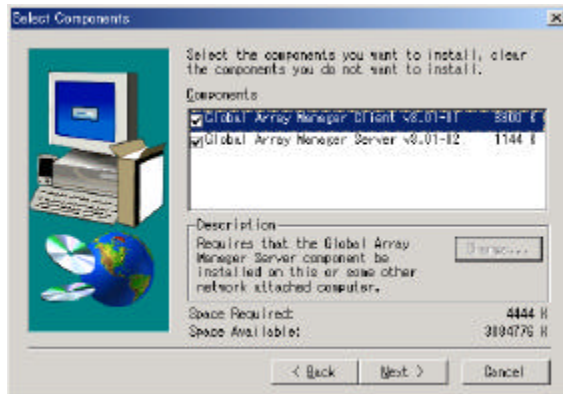 Select Components
Select the components you want to install, clear
the components you do not want to install.
Components
Global Array Manager Client v3.01-01 3300 K
Global Array Manager Server v3.01-02 1144 K
Description
Requires that the Global Array
Manager Server component be
installed on this or some other
network attached computer.
Space Required: 4444 K
Space Available: K
< Back
Next >
Cancel